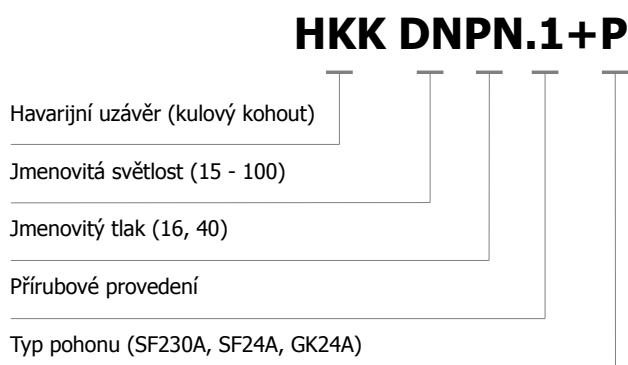 HKK DNPN.1+P
Havarijní uzávěr (kulový kohout)
Jmenovitá světlost (15 - 100)
Jmenovitý tlak (16, 40)
Přírubové provedení
Typ pohonu (SF230A, SF24A, GK24A)